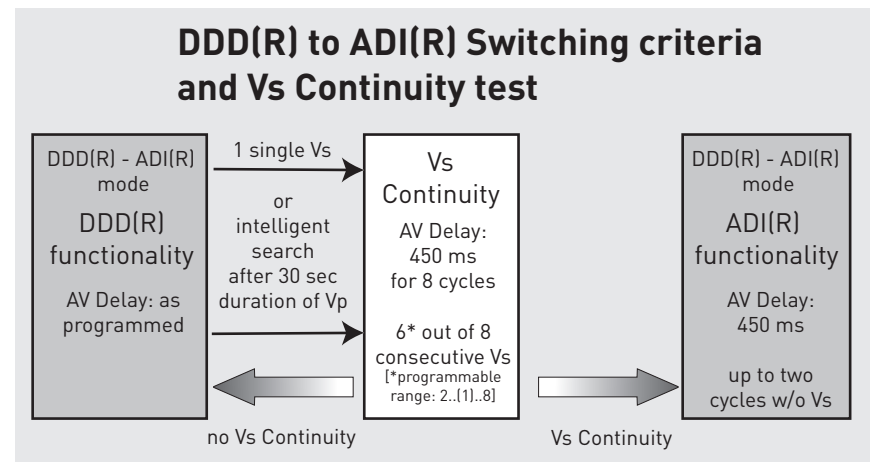 DDD(R) to ADI(R) Switching criteria
and Vs Continuity test
DDD(R) - ADI(R)
mode
DDD(R)
functionality
AV Delay: as
programmed
1 single Vs
or
intelligent
search
after 30 sec
duration of Vp
Vs
Continuity
AV Delay:
450 ms
for 8 cycles
6* out of 8
consecutive Vs
[*programmable
range: 2..(1)..8]
no Vs Continuity
Vs Continuity
DDD(R) - ADI(R)
mode
ADI(R)
functionality
AV Delay:
450 ms
up to two
cycles w/o Vs